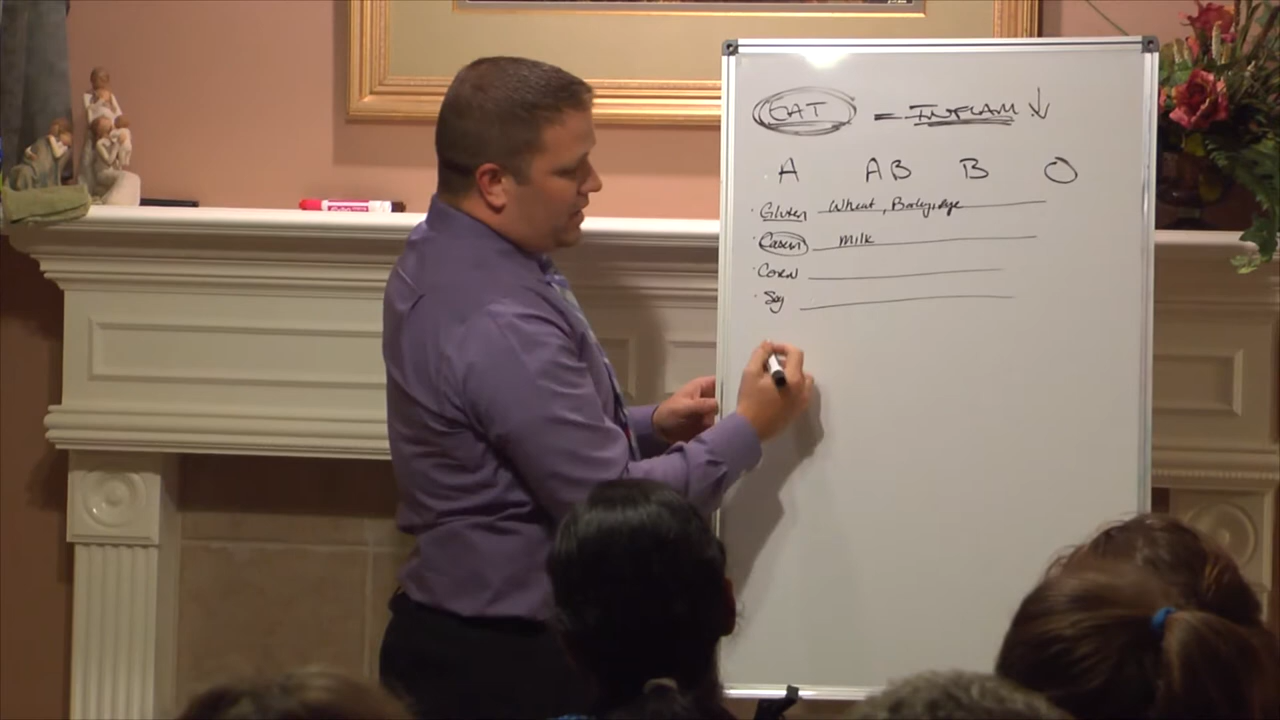 EAT = INFLAM ↓
A AB B O
· Gluten Wheat, Barley, Rye
· Casein Milk
· Corn
· Soy